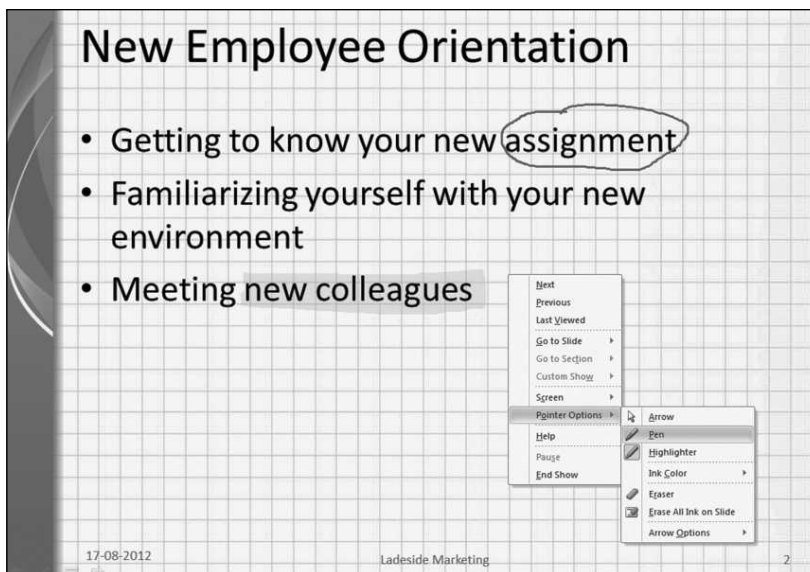 New Employee Orientation
• Getting to know your new assignment
• Familiarizing yourself with your new
environment
• Meeting new colleagues
Next
Previous
Last Viewed
Go to Slide
Go to Section
Custom Show
Screen
Pointer Options
Help
Pause
End Show
Arrow
Pen
Highlighter
Ink Color
Eraser
Erase All Ink on Slide
Arrow Options
17-08-2012
Ladeside Marketing
2